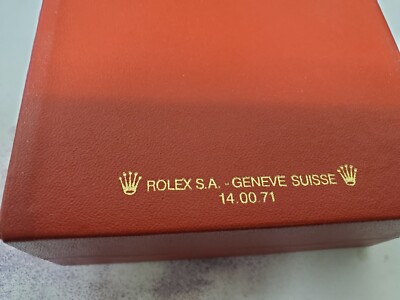 ROLEX S.A. - GENEVE SUISSE
14.00.71